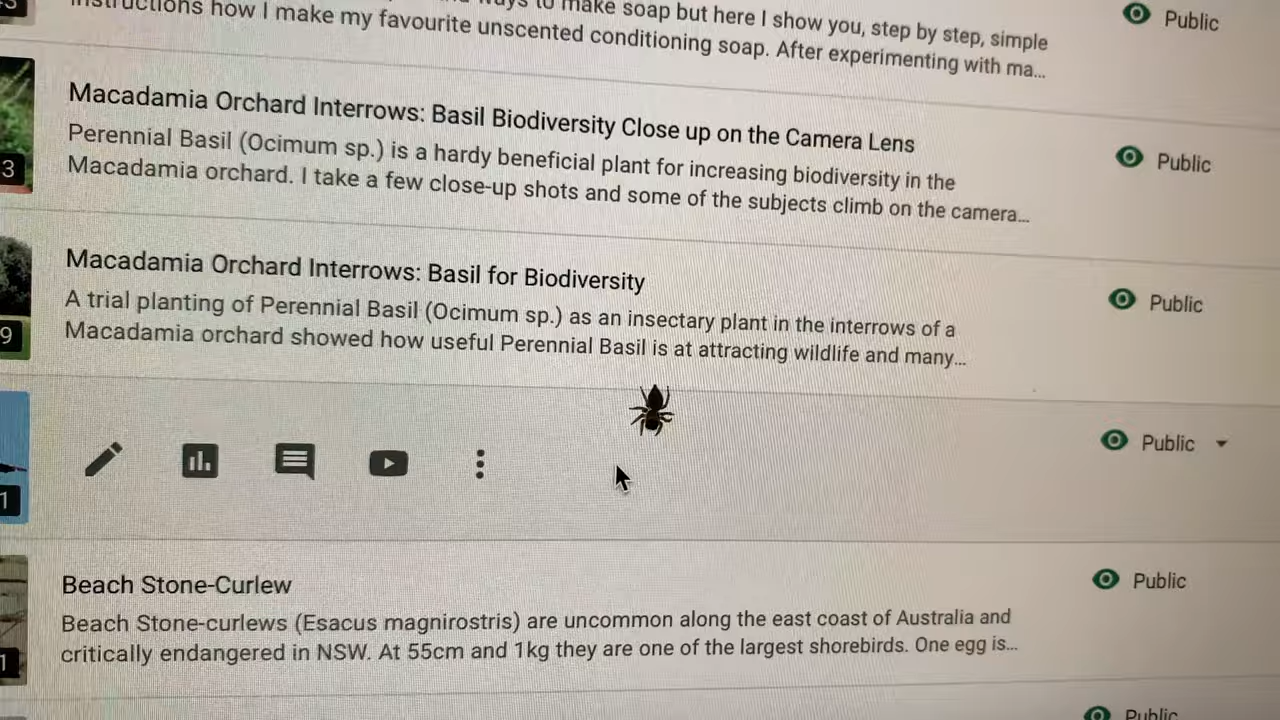 ways to make soap but here I show you, step by step, simple
instructions how I make my favourite unscented conditioning soap. After experimenting with ma...
Public
Macadamia Orchard Interrows: Basil Biodiversity Close up on the Camera Lens
Perennial Basil (Ocimum sp.) is a hardy beneficial plant for increasing biodiversity in the
Macadamia orchard. I take a few close-up shots and some of the subjects climb on the camera...
Public
3
Macadamia Orchard Interrows: Basil for Biodiversity
A trial planting of Perennial Basil (Ocimum sp.) as an insectary plant in the interrows of a
Macadamia orchard showed how useful Perennial Basil is at attracting wildlife and many...
Public
9
Public
1
Beach Stone-Curlew
Beach Stone-curlews (Esacus magnirostris) are uncommon along the east coast of Australia and
critically endangered in NSW. At 55cm and 1kg they are one of the largest shorebirds. One egg is...
Public
1
Public